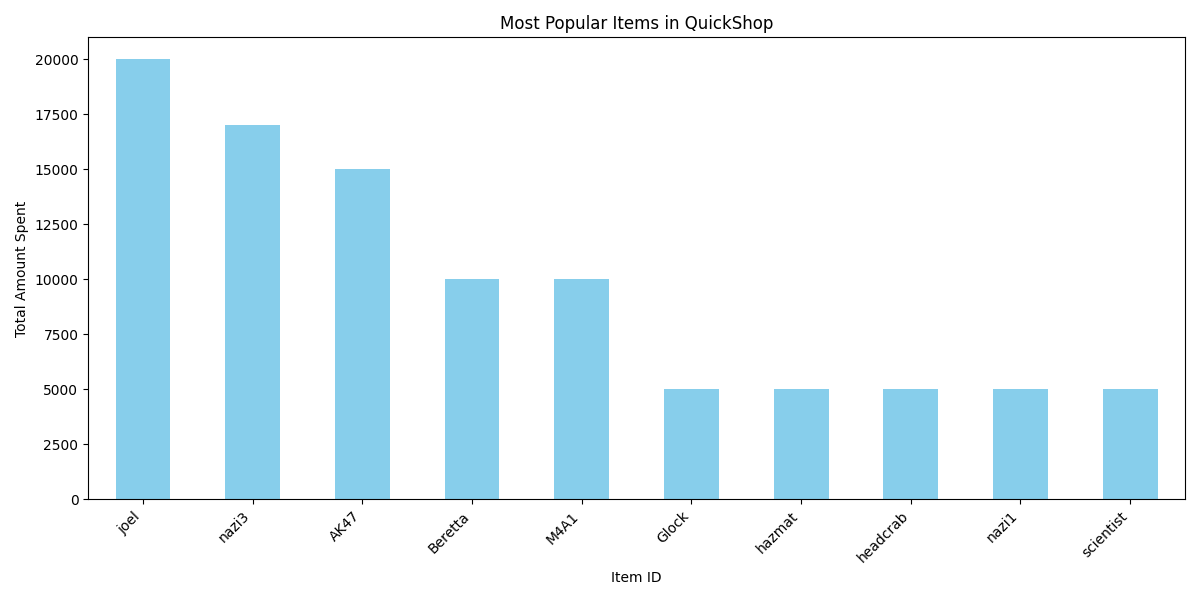 Most Popular Items in QuickShop
Total Amount Spent
20000
17500
15000
12500
10000
7500
5000
2500
0
joel
nazi3
AK47
Beretta
M4A1
Glock
hazmat
headcrab
nazi1
scientist
Item ID